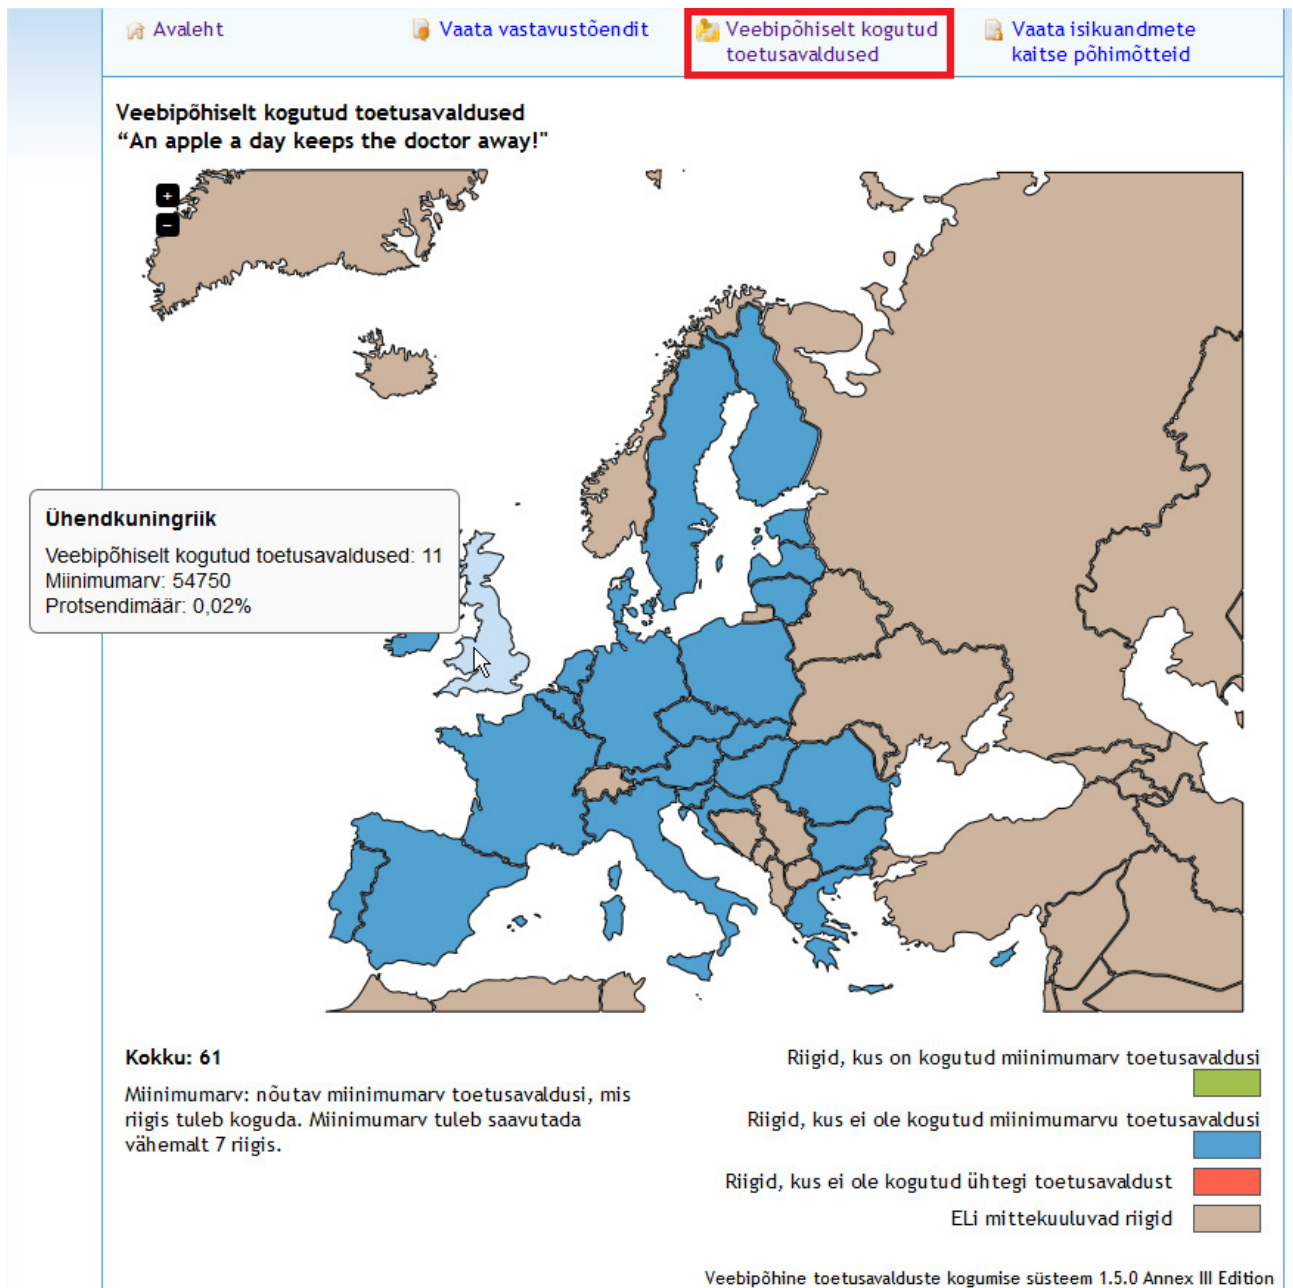 Avaleht
Vaata vastavustõendit
Veebipõhiselt kogutud
toetusavaldused
Vaata isikuandmete
kaitse põhimõtteid
Veebipõhiselt kogutud toetusavaldused
“An apple a day keeps the doctor away!"
+
–
Ühendkuningriik
Veebipõhiselt kogutud toetusavaldused: 11
Miinimumarv: 54750
Protsendimäär: 0,02%
Kokku: 61
Miinimumarv: nõutav miinimumarv toetusavaldusi, mis
riigis tuleb koguda. Miinimumarv tuleb saavutada
vähemalt 7 riigis.
Riigid, kus on kogutud miinimumarv toetusavaldusi
Riigid, kus ei ole kogutud miinimumarvu toetusavaldusi
Riigid, kus ei ole kogutud ühtegi toetusavaldust
ELi mittekuuluvad riigid
Veebipõhine toetusavalduste kogumise süsteem 1.5.0 Annex III Edition